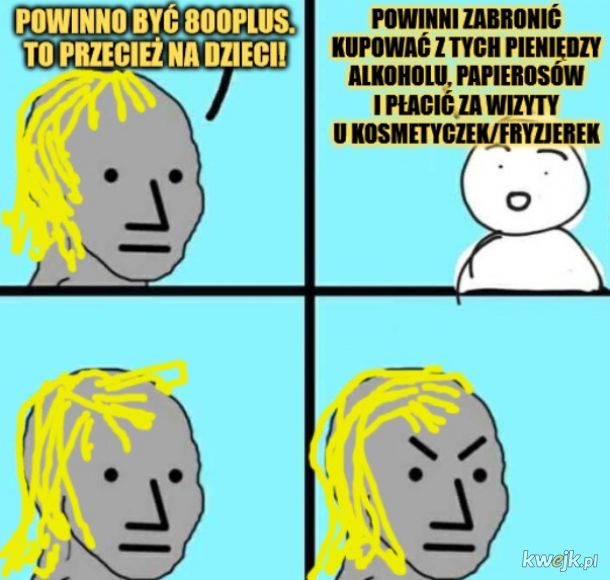 POWINNO BYĆ 800PLUS.
TO PRZECIEŻ NA DZIECI!
POWINNI ZABRONIĆ
KUPOWAĆ Z TYCH PIENIĘDZY
ALKOHOLU, PAPIEROSÓW
I PŁACIĆ ZA WIZYTY
U KOSMETYCZEK/FRYZJEREK
kwejk.pl